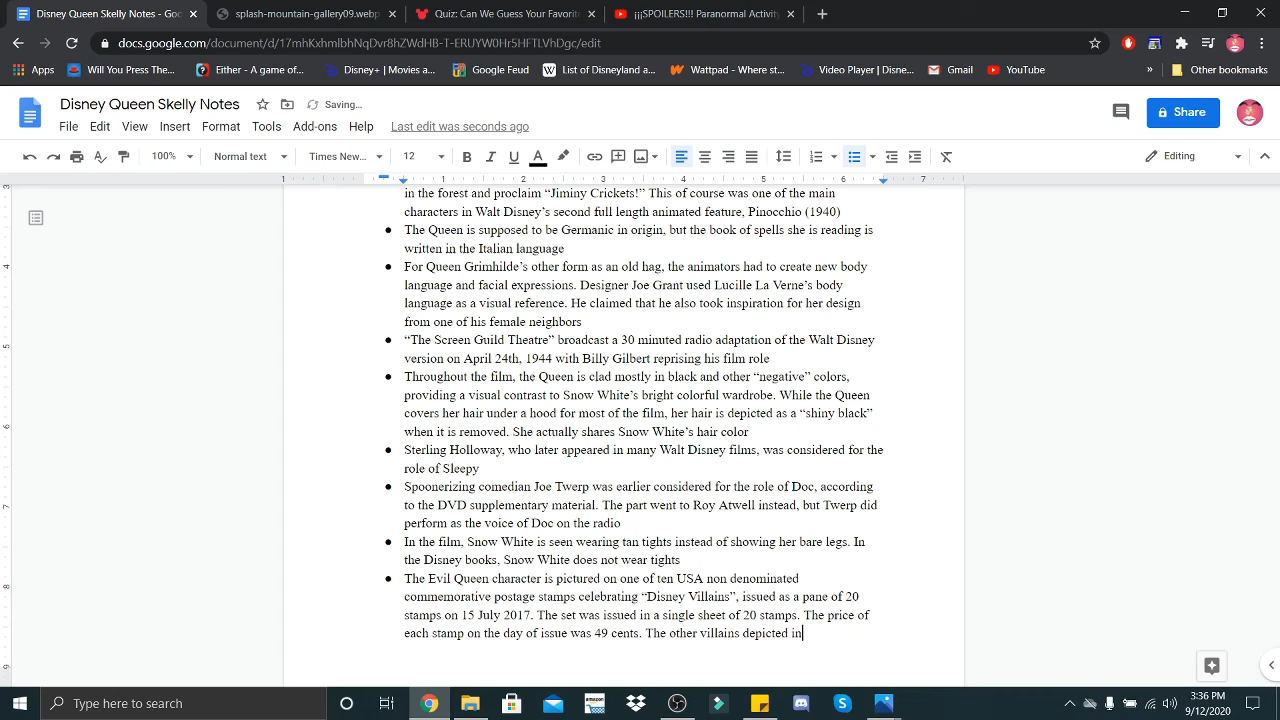 Disney Queen Skelly Notes - Goo
splash-mountain-gallery09.webp
Quiz: Can We Guess Your Favorit
¡¡¡SPOILERS!!! Paranormal Activity
docs.google.com/document/d/17mhKxhmlbhNqDvr8hZWdHB-T-ERUYW0Hr5HFTLVhDgc/edit
Apps
Will You Press The...
Either - A game of...
Disney+ | Movies a...
Google Feud
List of Disneyland a...
Wattpad - Where st...
Video Player | Disne...
Gmail
YouTube
»
Other bookmarks
Disney Queen Skelly Notes
Saving...
Share
File Edit View Insert Format Tools Add-ons Help Last edit was seconds ago
100% Normal text Times New... 12 B I U A Editing
1 1 2 3 4 5 6 7
in the forest and proclaim “Jiminy Crickets!” This of course was one of the main
characters in Walt Disney’s second full length animated feature, Pinocchio (1940)
● The Queen is supposed to be Germanic in origin, but the book of spells she is reading is
written in the Italian language
● For Queen Grimhilde’s other form as an old hag, the animators had to create new body
language and facial expressions. Designer Joe Grant used Lucille La Verne’s body
language as a visual reference. He claimed that he also took inspiration for her design
from one of his female neighbors
● “The Screen Guild Theatre” broadcast a 30 minuted radio adaptation of the Walt Disney
version on April 24th, 1944 with Billy Gilbert reprising his film role
● Throughout the film, the Queen is clad mostly in black and other “negative” colors,
providing a visual contrast to Snow White’s bright colorful wardrobe. While the Queen
covers her hair under a hood for most of the film, her hair is depicted as a “shiny black”
when it is removed. She actually shares Snow White’s hair color
● Sterling Holloway, who later appeared in many Walt Disney films, was considered for the
role of Sleepy
● Spoonerizing comedian Joe Twerp was earlier considered for the role of Doc, according
to the DVD supplementary material. The part went to Roy Atwell instead, but Twerp did
perform as the voice of Doc on the radio
● In the film, Snow White is seen wearing tan tights instead of showing her bare legs. In
the Disney books, Snow White does not wear tights
● The Evil Queen character is pictured on one of ten USA non denominated
commemorative postage stamps celebrating “Disney Villains”, issued as a pane of 20
stamps on 15 July 2017. The set was issued in a single sheet of 20 stamps. The price of
each stamp on the day of issue was 49 cents. The other villains depicted in
3
4
5
6
7
8
9
Type here to search
amazon
3:36 PM
9/12/2020